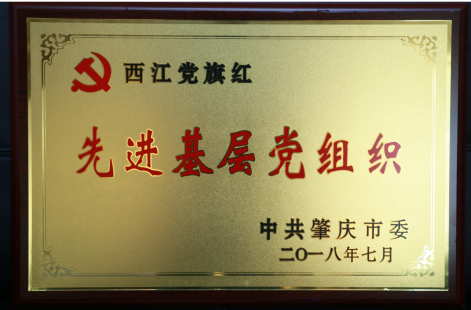 西江党旗红
先进基层党组织
中共肇庆市委
二〇一八年七月